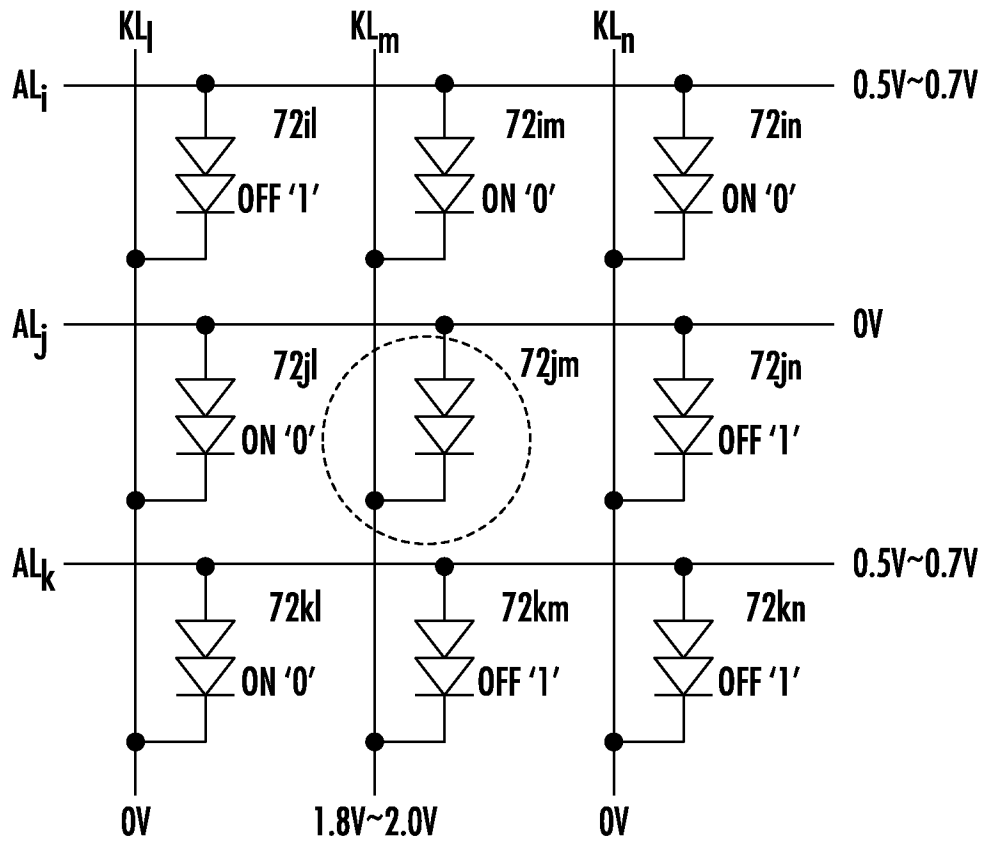 KLl KLm KLn
ALi 0.5V~0.7V
72il 72im 72in
OFF ‘1’ ON ‘0’ ON ‘0’
ALj 0V
72jl 72jm 72jn
ON ‘0’ OFF ‘1’
ALk 0.5V~0.7V
72kl 72km 72kn
ON ‘0’ OFF ‘1’ OFF ‘1’
0V 1.8V~2.0V 0V